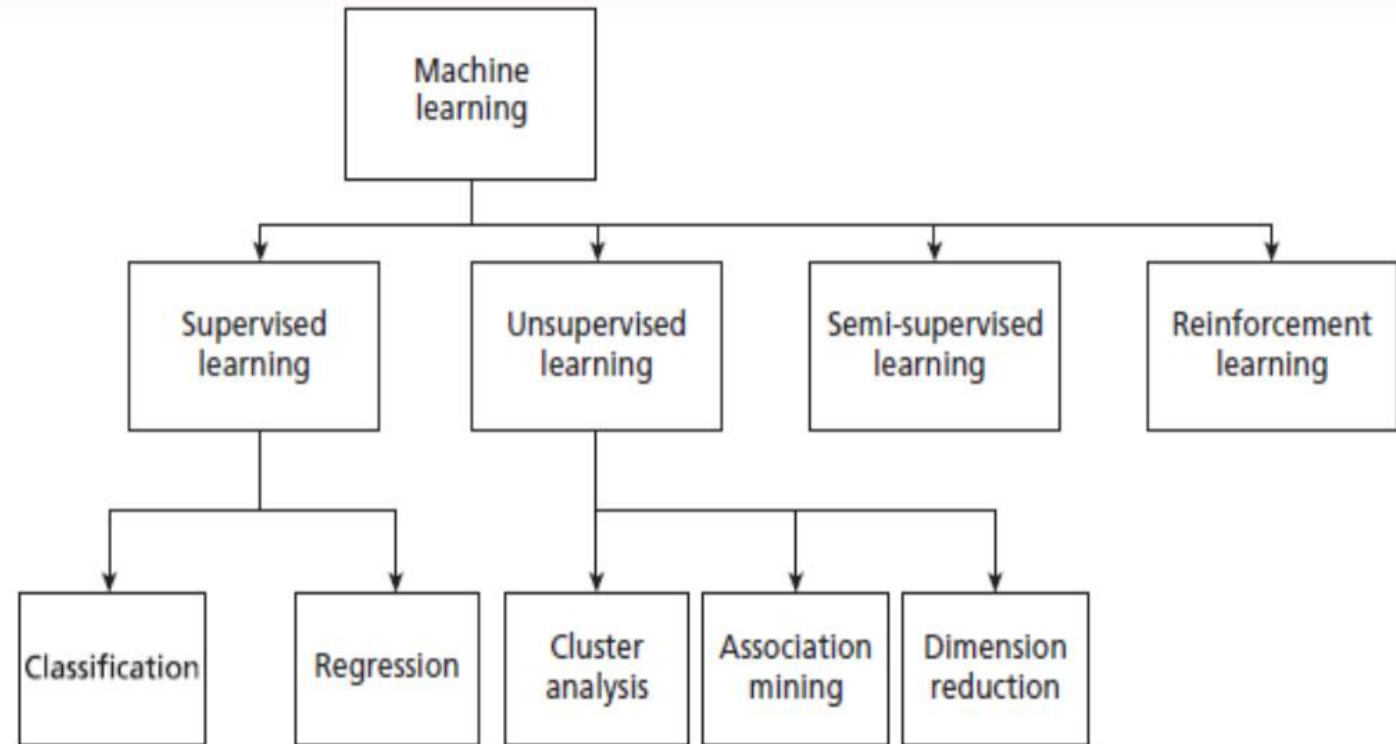 Machine
learning
Supervised
learning
Unsupervised
learning
Semi-supervised
learning
Reinforcement
learning
Classification
Regression
Cluster
analysis
Association
mining
Dimension
reduction